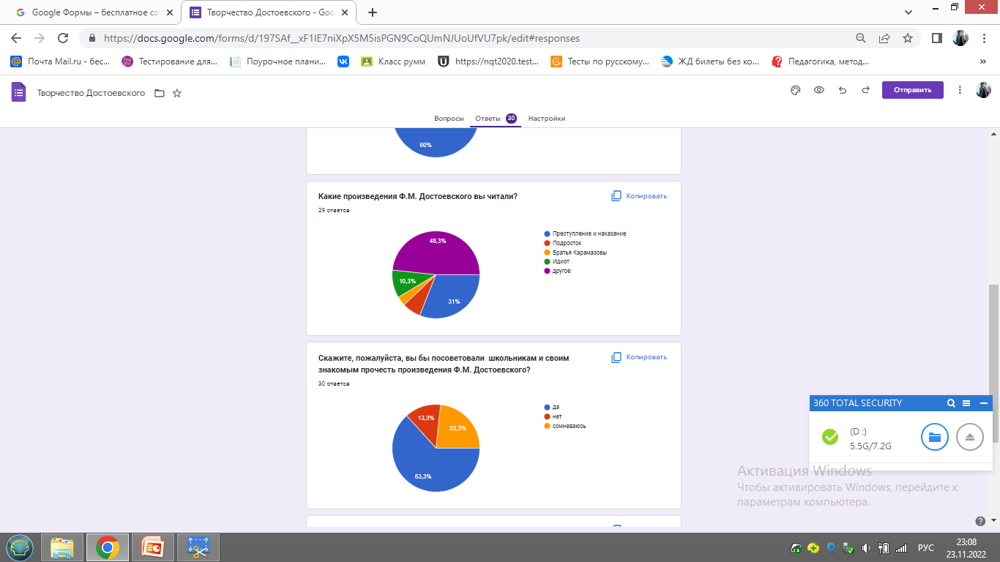 Google Формы – бесплатное со
Творчество Достоевского - Goo
https://docs.google.com/forms/d/197SAf__xF1lE7niXpX5M5isPGN9CoQUmNJUoUfVU7pk/edit#responses
Почта Mail.ru - бес...
Тестирование для...
Поурочное плани...
Класс румм
https://nqt2020.test...
Тесты по русскому...
ЖД билеты без ко...
Педагогика, метод...
»
Творчество Достоевского
Отправить
Вопросы
Ответы 30
Настройки
60%
Какие произведения Ф.М. Достоевского вы читали?
Копировать
29 ответов
48,3%
10,3%
31%
Преступление и наказание
Подросток
Братья Карамазовы
Идиот
другое
Скажите, пожалуйста, вы бы посоветовали школьникам и своим
знакомым прочесть произведения Ф.М. Достоевского?
Копировать
30 ответов
13,3%
23,3%
63,3%
да
нет
сомневаюсь
360 TOTAL SECURITY
(D :)
5.5G/7.2G
Активация Windows
Чтобы активировать Windows, перейдите к
параметрам компьютера.
РУС
23:08
23.11.2022